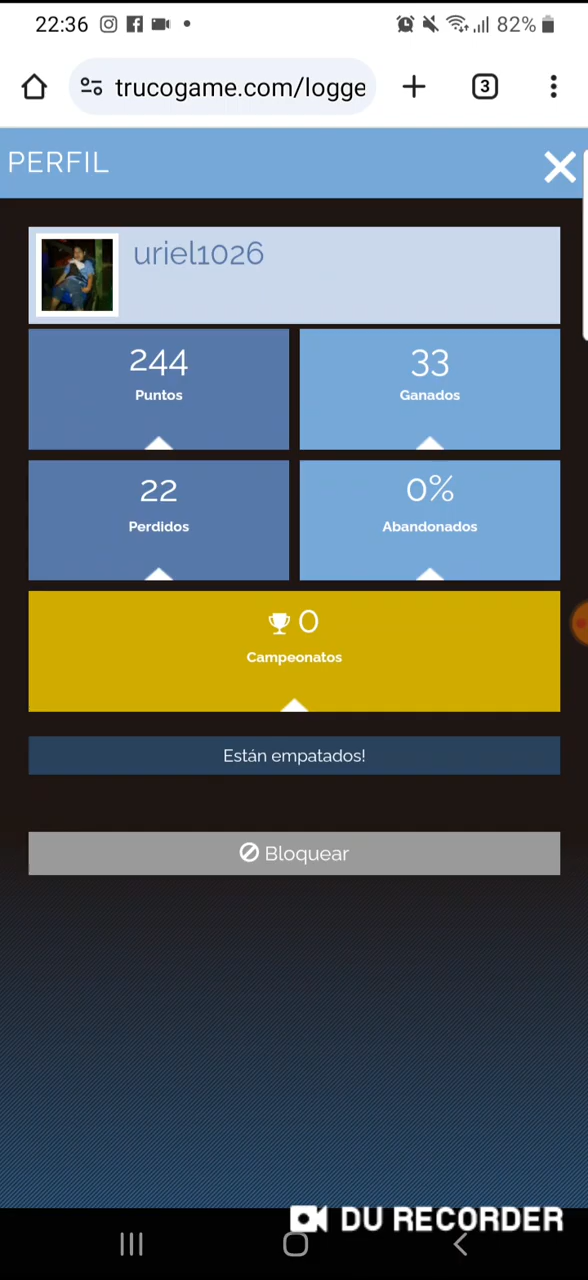 22:36
82%
trucogame.com/logge
3
PERFIL
uriel1026
244
Puntos
33
Ganados
22
Perdidos
0%
Abandonados
0
Campeonatos
Están empatados!
Bloquear
DU RECORDER